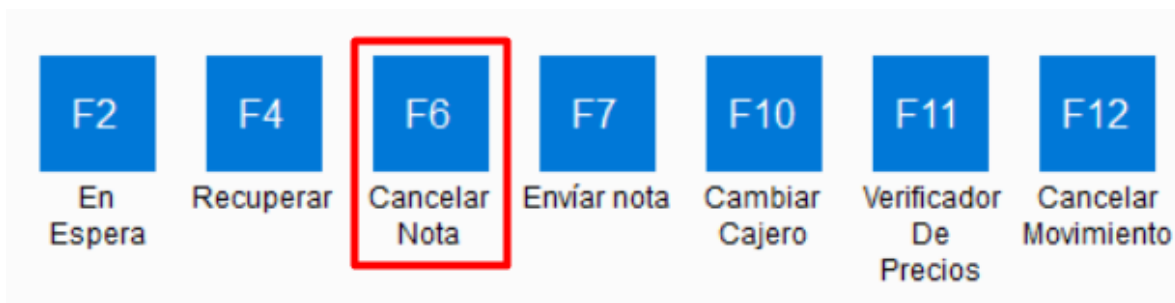 F2
F4
F6
F7
F10
F11
F12
En
Espera
Recuperar
Cancelar
Nota
Envíar nota
Cambiar
Cajero
Verificador
De
Precios
Cancelar
Movimiento